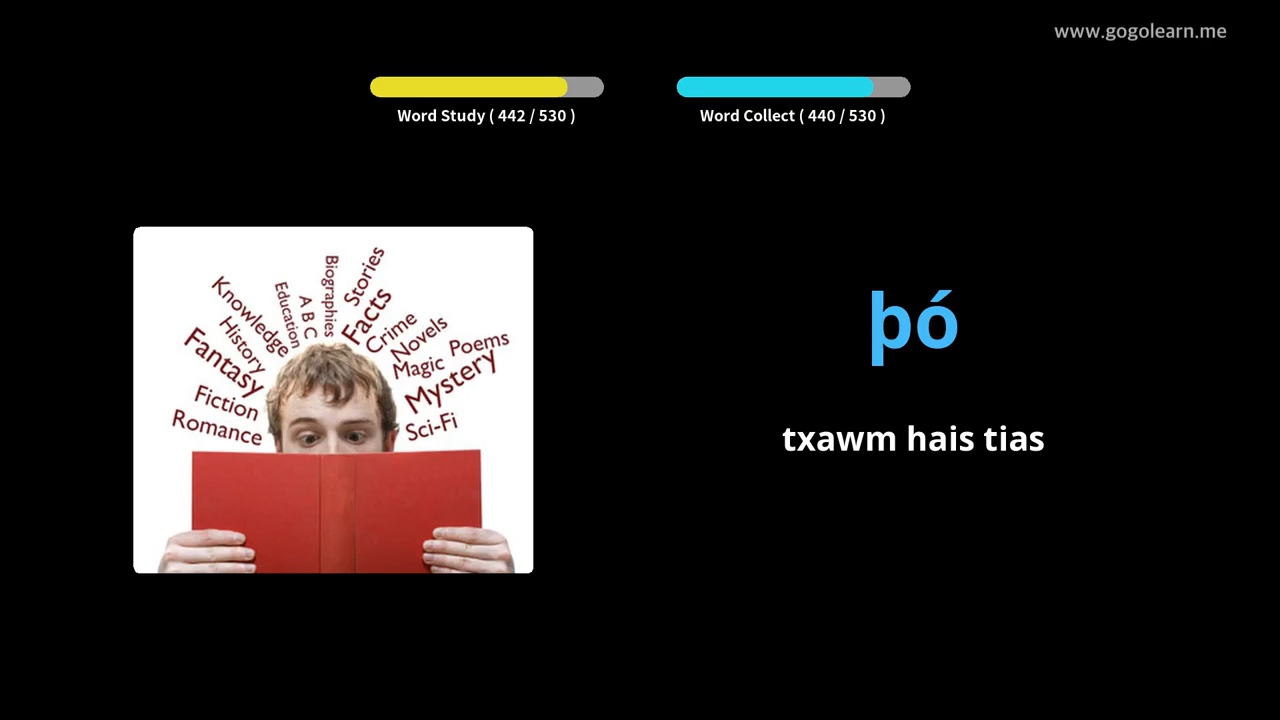 www.gogolearn.me
Word Study ( 442 / 530 )
Word Collect ( 440 / 530 )
Knowledge
History
Fantasy
Fiction
Romance
Education
A B C
Biographies
Stories
Facts
Crime
Novels
Magic
Poems
Mystery
Sci-Fi
þó
txawm hais tias